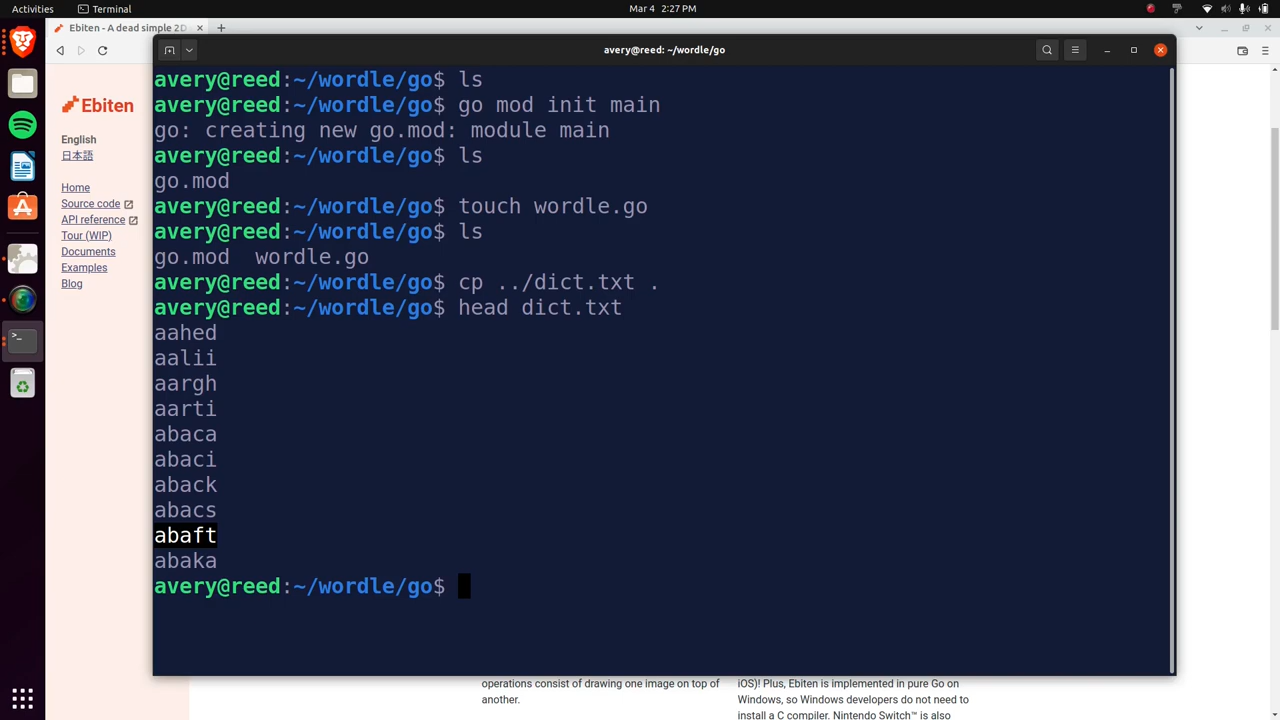 Activities
Terminal
Mar 4 2:27 PM
Ebiten - A dead simple 2D
avery@reed: ~/wordle/go
Ebiten
English
日本語
Home
Source code
API reference
Tour (WIP)
Documents
Examples
Blog
avery@reed:~/wordle/go$ ls
avery@reed:~/wordle/go$ go mod init main
go: creating new go.mod: module main
avery@reed:~/wordle/go$ ls
go.mod
avery@reed:~/wordle/go$ touch wordle.go
avery@reed:~/wordle/go$ ls
go.mod  wordle.go
avery@reed:~/wordle/go$ cp ../dict.txt .
avery@reed:~/wordle/go$ head dict.txt
aahed
aalii
aargh
aarti
abaca
abaci
aback
abacs
abaft
abaka
avery@reed:~/wordle/go$
operations consist of drawing one image on top of
another.
iOS)! Plus, Ebiten is implemented in pure Go on
Windows, so Windows developers do not need to
install a C compiler. Nintendo Switch™ is also